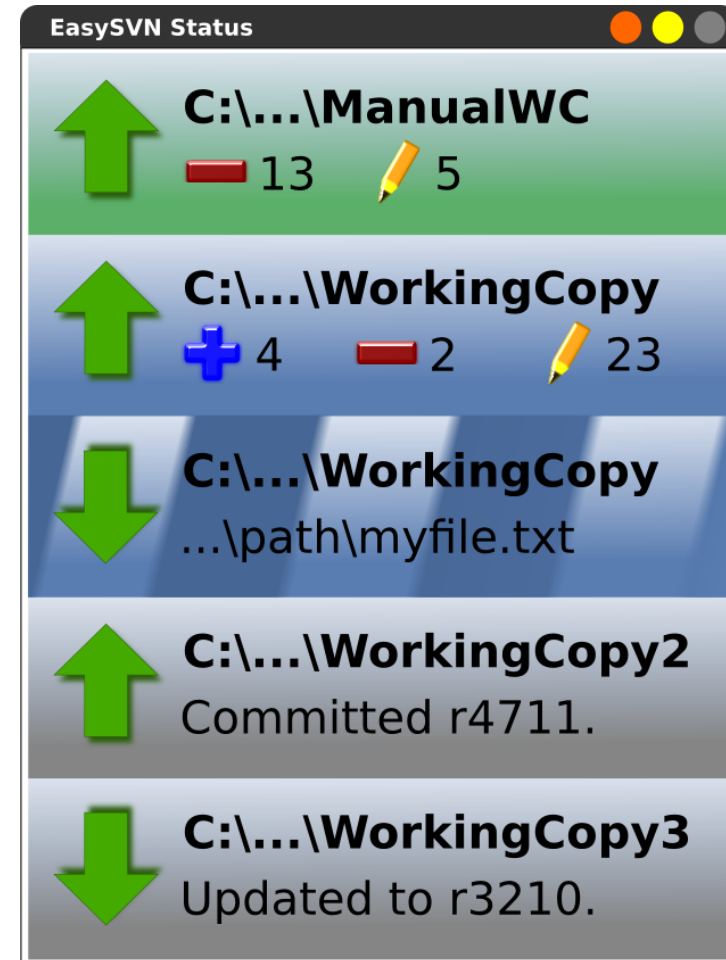 EasySVN Status
C:\...\ManualWC
13 5
C:\...\WorkingCopy
4 2 23
C:\...\WorkingCopy
...\path\myfile.txt
C:\...\WorkingCopy2
Committed r4711.
C:\...\WorkingCopy3
Updated to r3210.